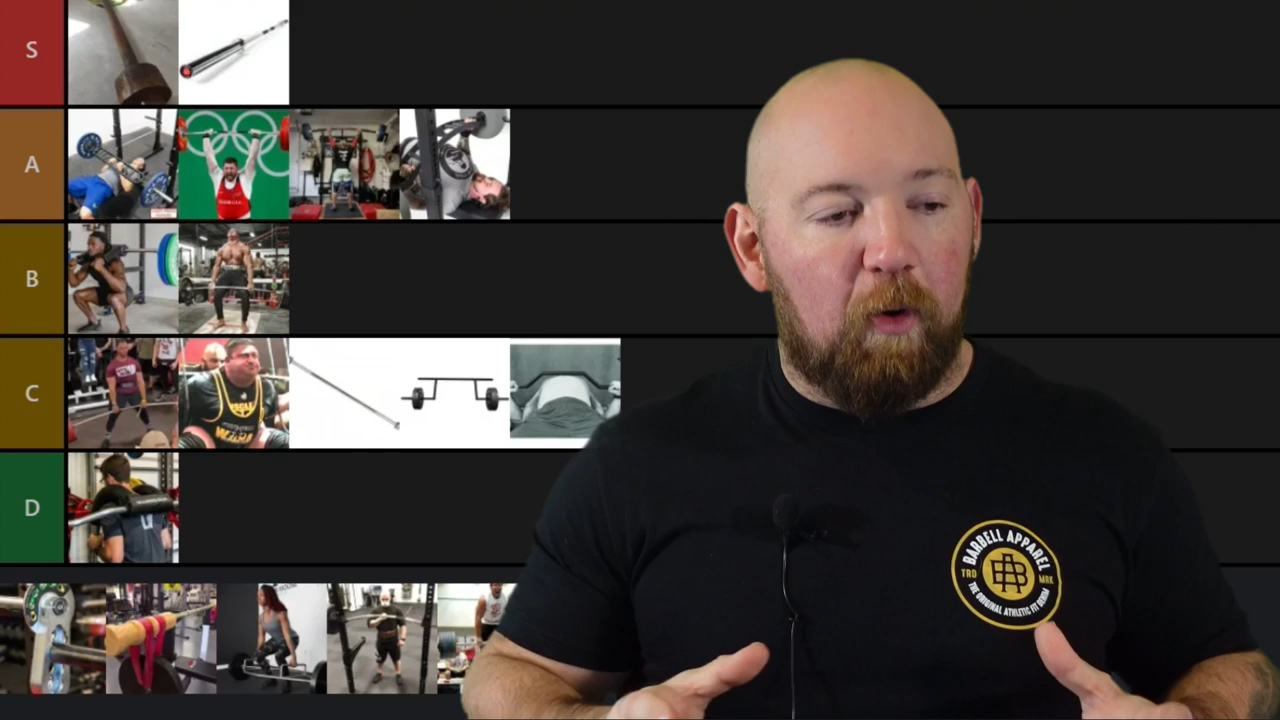 S
A
B
C
D
BARBELL APPAREL
TRD MRK
THE ORIGINAL ATHLETIC FIT DENIM